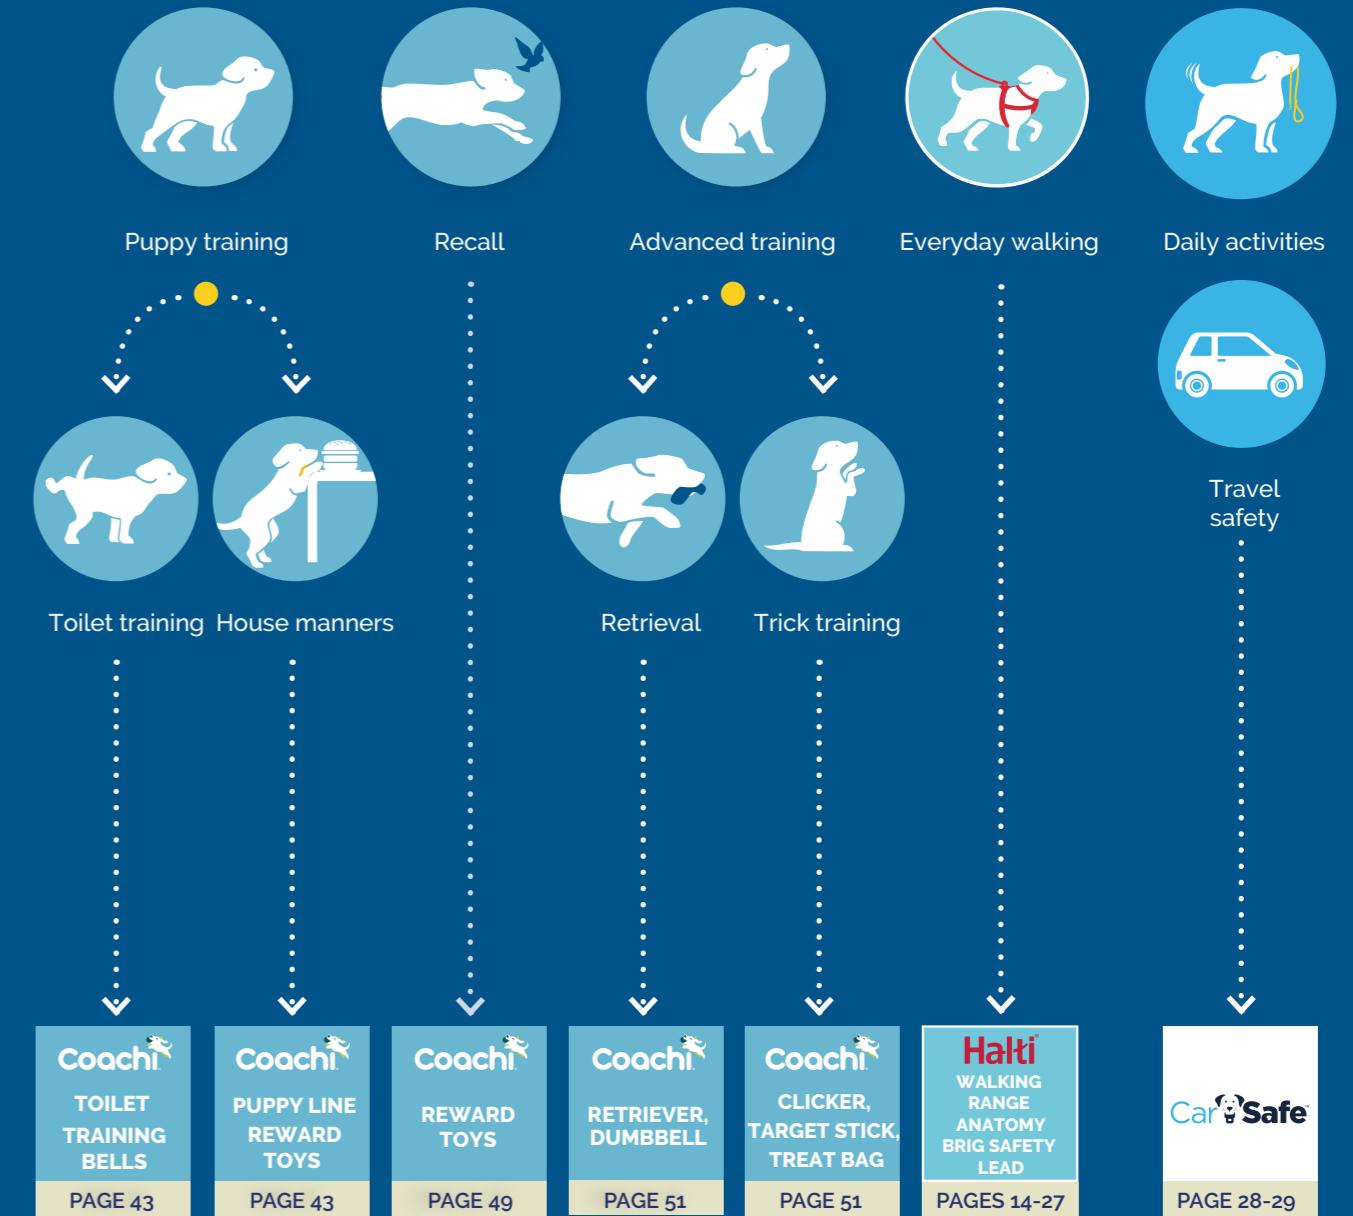 Puppy training
Recall
Advanced training
Everyday walking
Daily activities
Travel
safety
Toilet training
House manners
Retrieval
Trick training
Coachi
TOILET
TRAINING
BELLS
PAGE 43
Coachi
PUPPY LINE
REWARD
TOYS
PAGE 43
Coachi
REWARD
TOYS
PAGE 49
Coachi
RETRIEVER,
DUMBBELL
PAGE 51
Coachi
CLICKER,
TARGET STICK,
TREAT BAG
PAGE 51
Halti
WALKING
RANGE
ANATOMY
BRIG SAFETY
LEAD
PAGES 14-27
Car Safe
PAGE 28-29